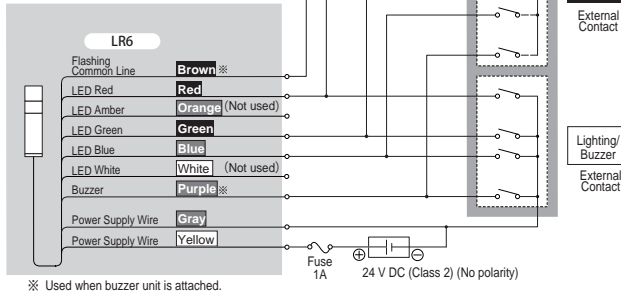 LR6
Flashing
Common Line Brown ※
LED Red Red
LED Amber Orange (Not used)
LED Green Green
LED Blue Blue
LED White White (Not used)
Buzzer Purple ※
Power Supply Wire Gray
Power Supply Wire Yellow
Fuse
1A
⊕ ⊖
24 V DC (Class 2) (No polarity)
External
Contact
Lighting/
Buzzer
External
Contact
※ Used when buzzer unit is attached.